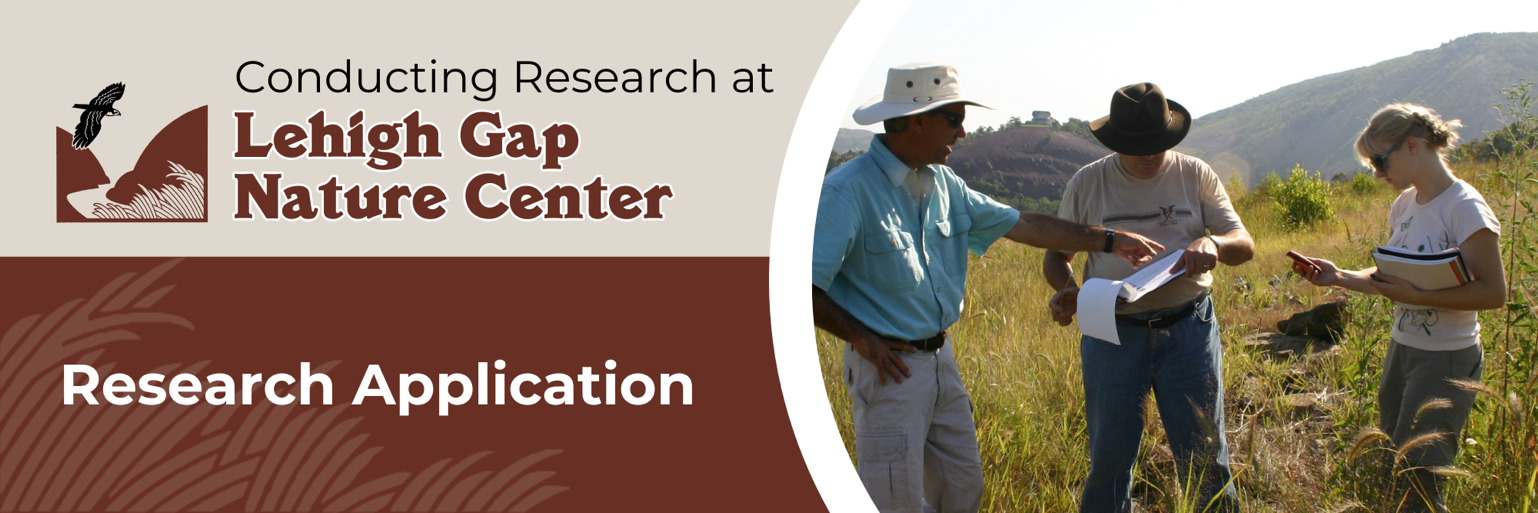 Conducting Research at
Lehigh Gap
Nature Center
Research Application